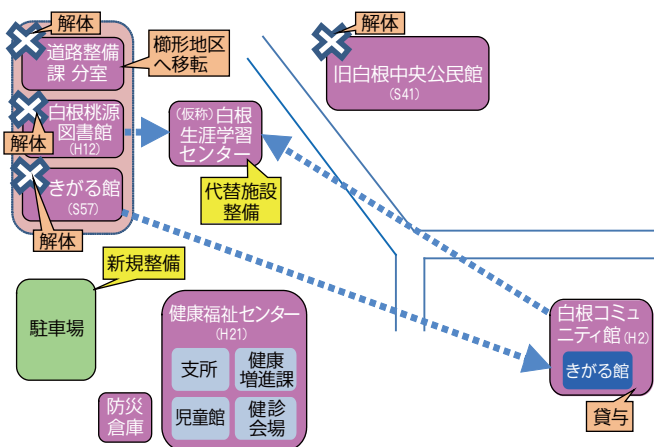 解体
道路整備
課 分室
櫛形地区
へ移転
解体
旧白根中央公民館
(S41)
白根桃源
図書館
(H12)
解体
(仮称)白根
生涯学習
センター
代替施設
整備
きがる館
(S57)
解体
新規整備
駐車場
健康福祉センター
(H21)
支所
健康
増進課
児童館
健診
会場
防災
倉庫
白根コミュ
ニティ館(H2)
きがる館
貸与